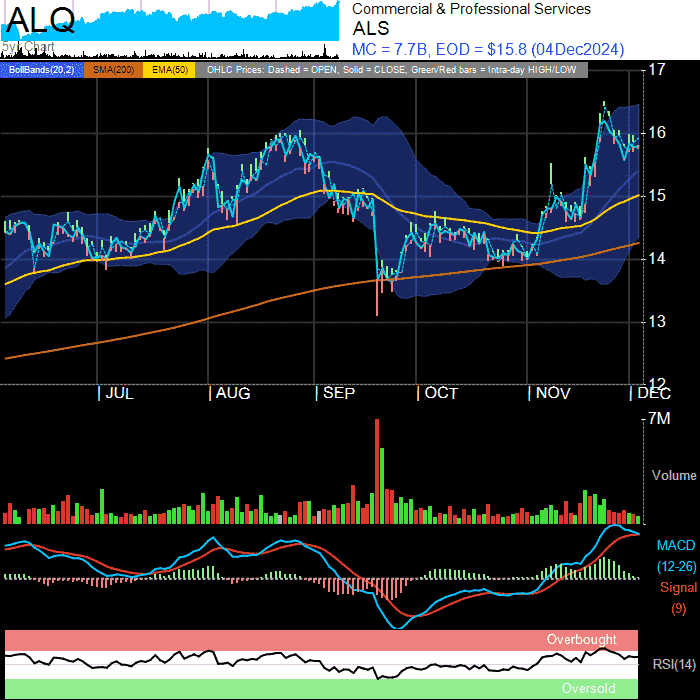 ALQ
Commercial & Professional Services
ALS
MC = 7.7B, EOD = $15.8 (04Dec2024)
Chart
BollBands(20,2) SMA(200) EMA(50) OHLC Prices: Dashed = OPEN, Solid = CLOSE, Green/Red bars = Intra-day HIGH/LOW
17
16
15
14
13
12
| JUL | AUG | SEP | OCT | NOV | DEC
7M
Volume
MACD
(12-26)
Signal
(9)
Overbought
RSI(14)
Oversold